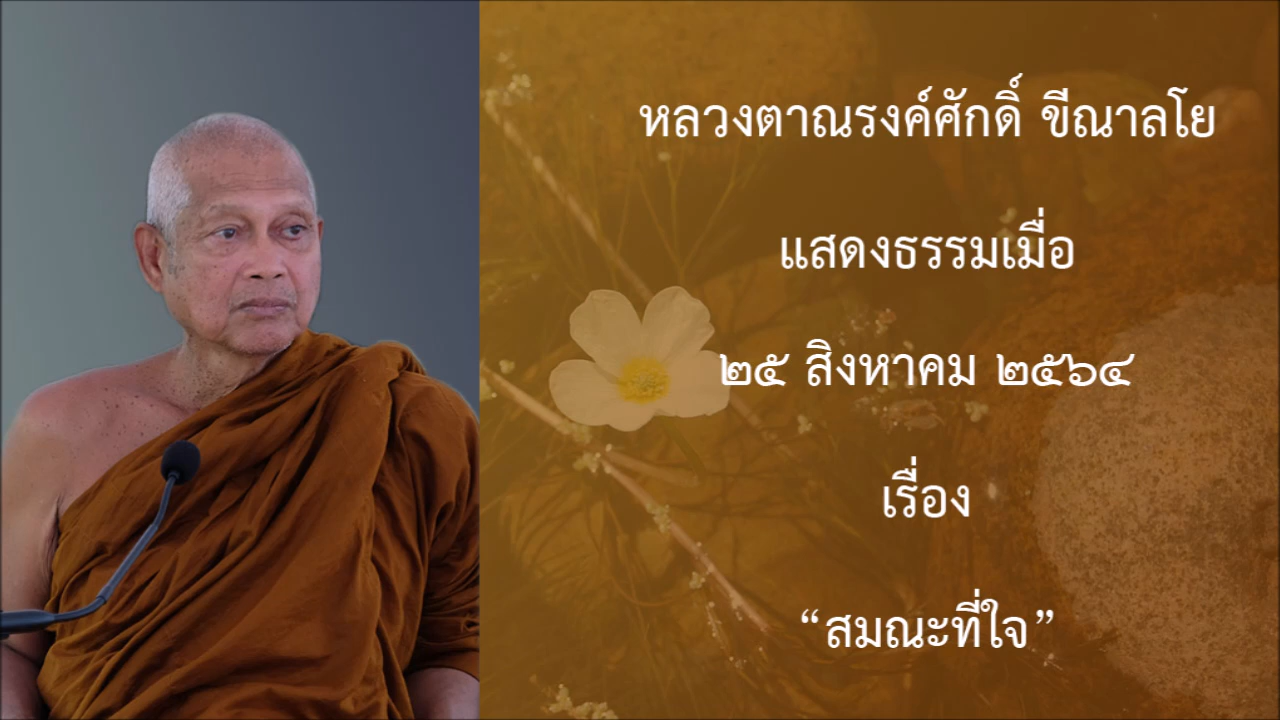 หลวงตาณรงค์ศักดิ์ ขีณาลโย
แสดงธรรมเมื่อ
๒๕ สิงหาคม ๒๕๖๔
เรื่อง
“สมณะที่ใจ”